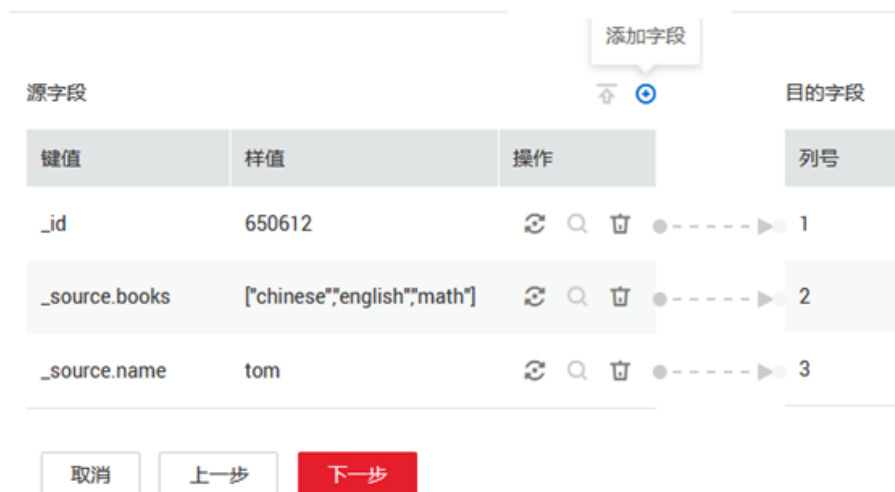 添加字段
源字段 目的字段
键值 样值 操作 列号
_id 650612 1
_source.books ["chinese","english","math"] 2
_source.name tom 3
取消 上一步 下一步